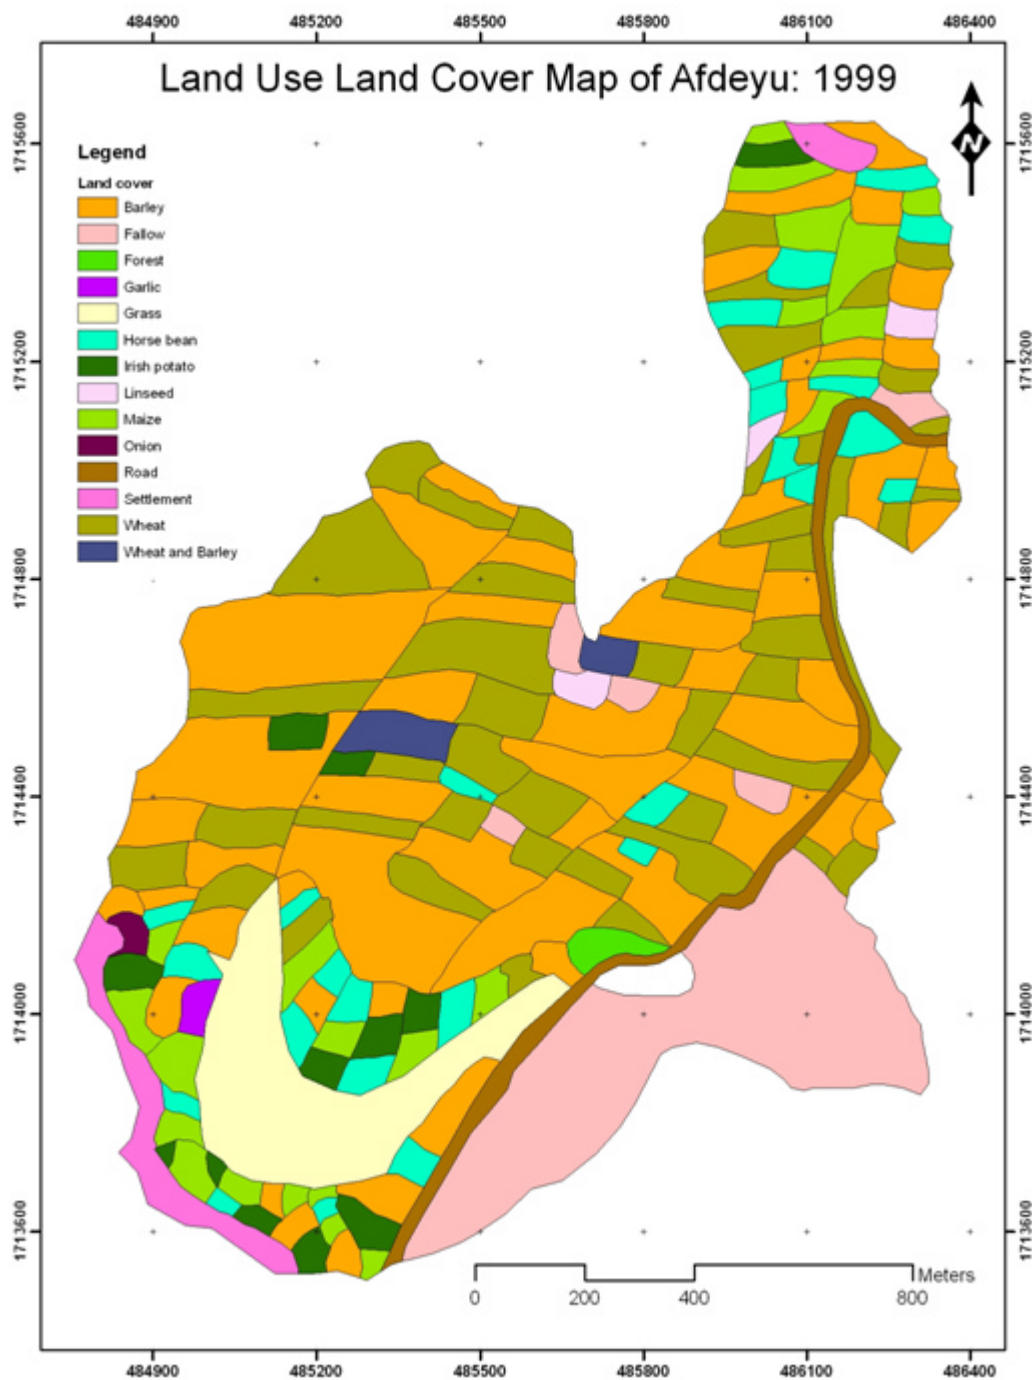 484900 485200 485500 485800 486100 486400
Land Use Land Cover Map of Afdeyu: 1999
N
1715600 1715600
Legend
Land cover
Barley
Fallow
Forest
Garlic
Grass
Horse bean
Irish potato
Linseed
Maize
Onion
Road
Settlement
Wheat
Wheat and Barley
1715200 1715200
1714800 1714800
1714400 1714400
1714000 1714000
1713600 1713600
Meters
0 200 400 800
484900 485200 485500 485800 486100 486400